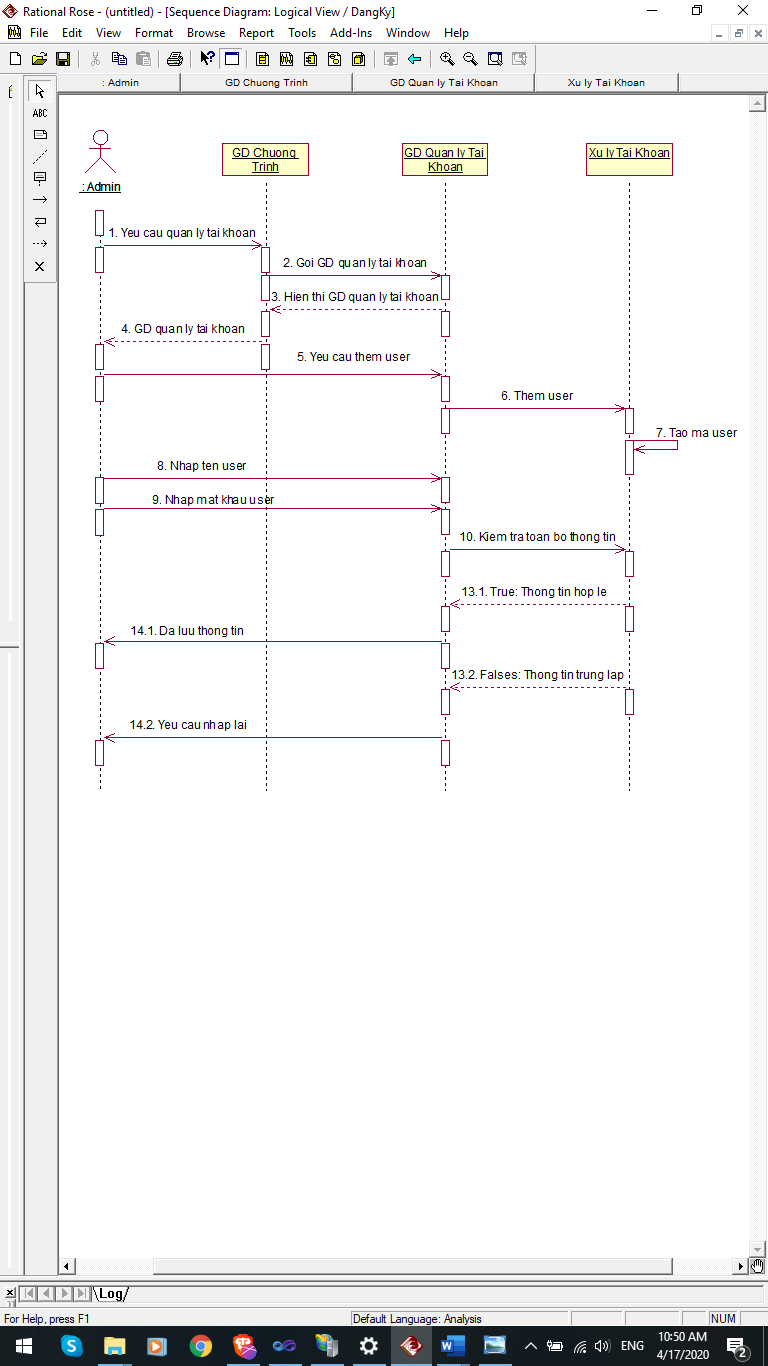 Rational Rose - (untitled) - [Sequence Diagram: Logical View / DangKy]
File Edit View Format Browse Report Tools Add-Ins Window Help
: Admin GD Chuong Trinh GD Quan ly Tai Khoan Xu ly Tai Khoan
ABC
GD Chuong
Trinh
GD Quan ly Tai
Khoan
Xu ly Tai Khoan
: Admin
1. Yeu cau quan ly tai khoan
2. Goi GD quan ly tai khoan
3. Hien thi GD quan ly tai khoan
4. GD quan ly tai khoan
5. Yeu cau them user
6. Them user
7. Tao ma user
8. Nhap ten user
9. Nhap mat khau user
10. Kiem tra toan bo thong tin
13.1. True: Thong tin hop le
14.1. Da luu thong tin
13.2. Falses: Thong tin trung lap
14.2. Yeu cau nhap lai
Log
For Help, press F1
Default Language: Analysis
NUM
ENG
10:50 AM
4/17/2020
2